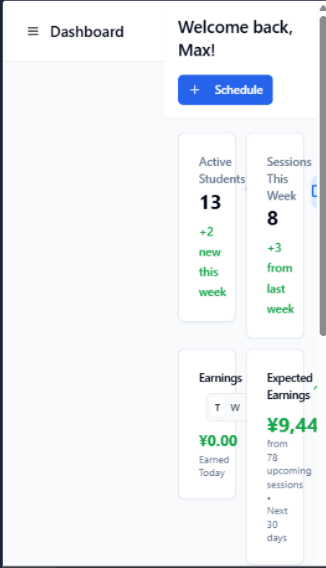 Dashboard
Welcome back,
Max!
+ Schedule
Active
Students
13
+2
new
this
week
Sessions
This
Week
8
+3
from
last
week
Earnings
T W
¥0.00
Earned
Today
Expected
Earnings
¥9,44
from
78
upcoming
sessions
•
Next
30
days